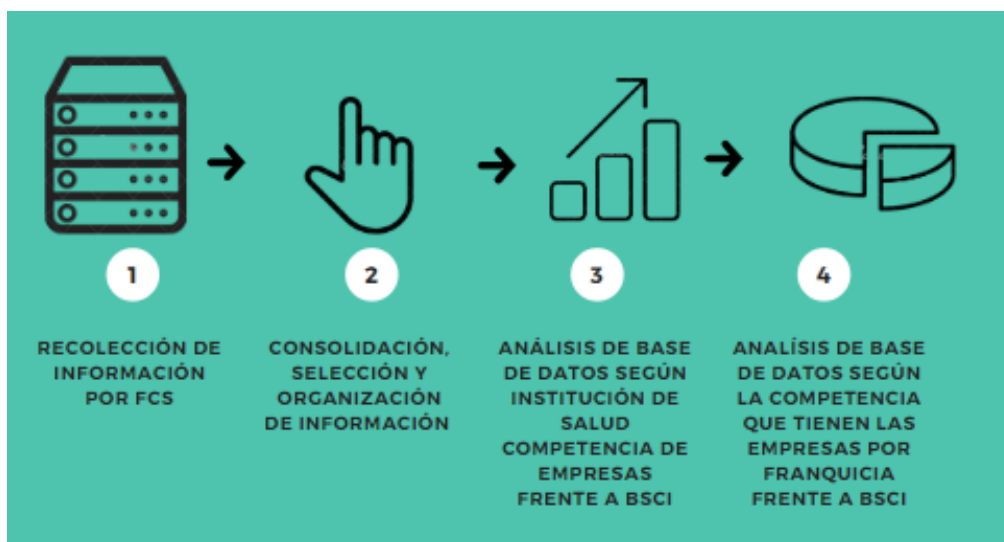 1
RECOLECCIÓN DE
INFORMACIÓN
POR FCS
2
CONSOLIDACIÓN,
SELECCIÓN Y
ORGANIZACIÓN
DE INFORMACIÓN
3
ANÁLISIS DE BASE
DE DATOS SEGÚN
INSTITUCIÓN DE
SALUD
COMPETENCIA DE
EMPRESAS
FRENTE A BSCI
4
ANALÍSIS DE BASE
DE DATOS SEGÚN
LA COMPETENCIA
QUE TIENEN LAS
EMPRESAS POR
FRANQUICIA
FRENTE A BSCI